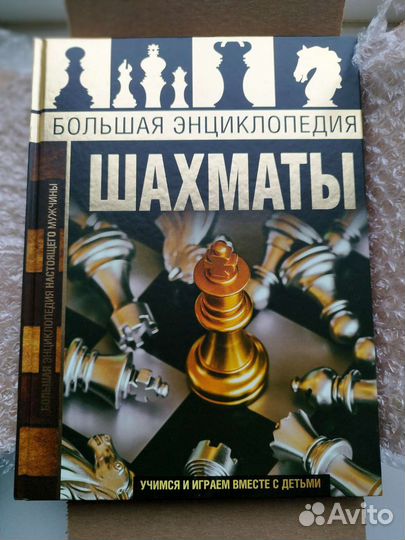 БОЛЬШАЯ ЭНЦИКЛОПЕДИЯ
ШАХМАТЫ
БОЛЬШАЯ ЭНЦИКЛОПЕДИЯ НАСТОЯЩЕГО МУЖЧИНЫ
УЧИМСЯ И ИГРАЕМ ВМЕСТЕ С ДЕТЬМИ
Avito